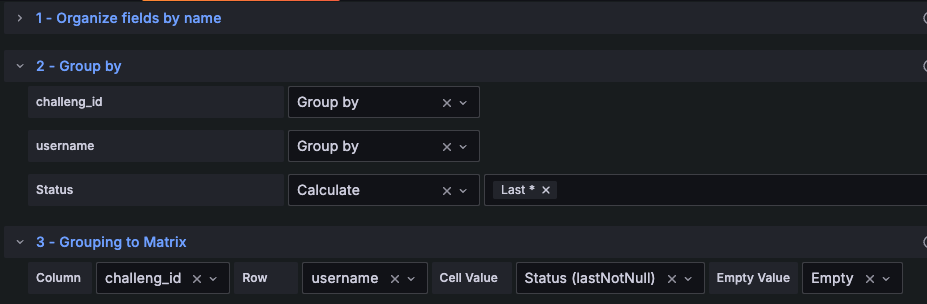 1 - Organize fields by name
2 - Group by
challeng_id Group by
username Group by
Status Calculate Last *
3 - Grouping to Matrix
Column challeng_id Row username Cell Value Status (lastNotNull) Empty Value Empty